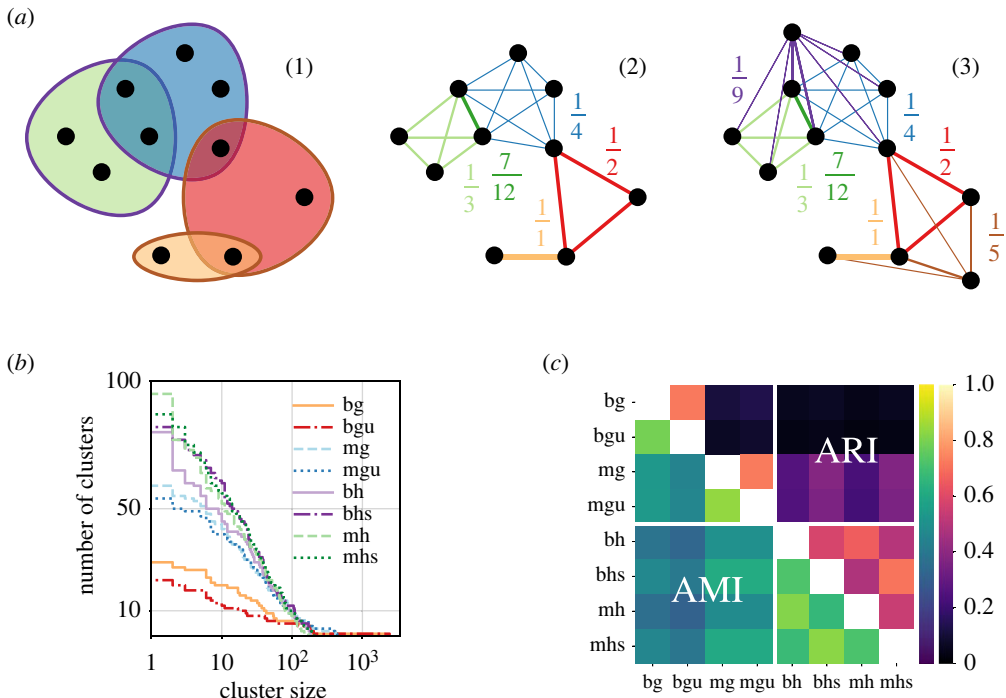 (a)
(1)
(2)
(3)
1/4
1/2
7/12
1/3
1/1
1/9
1/4
1/2
7/12
1/3
1/1
1/5
(b)
100
50
10
number of clusters
bg
bgu
mg
mgu
bh
bhs
mh
mhs
1 10 10² 10³
cluster size
(c)
bg
bgu
mg
mgu
bh
bhs
mh
mhs
ARI
AMI
bg bgu mg mgu bh bhs mh mhs
1.0
0.8
0.6
0.4
0.2
0